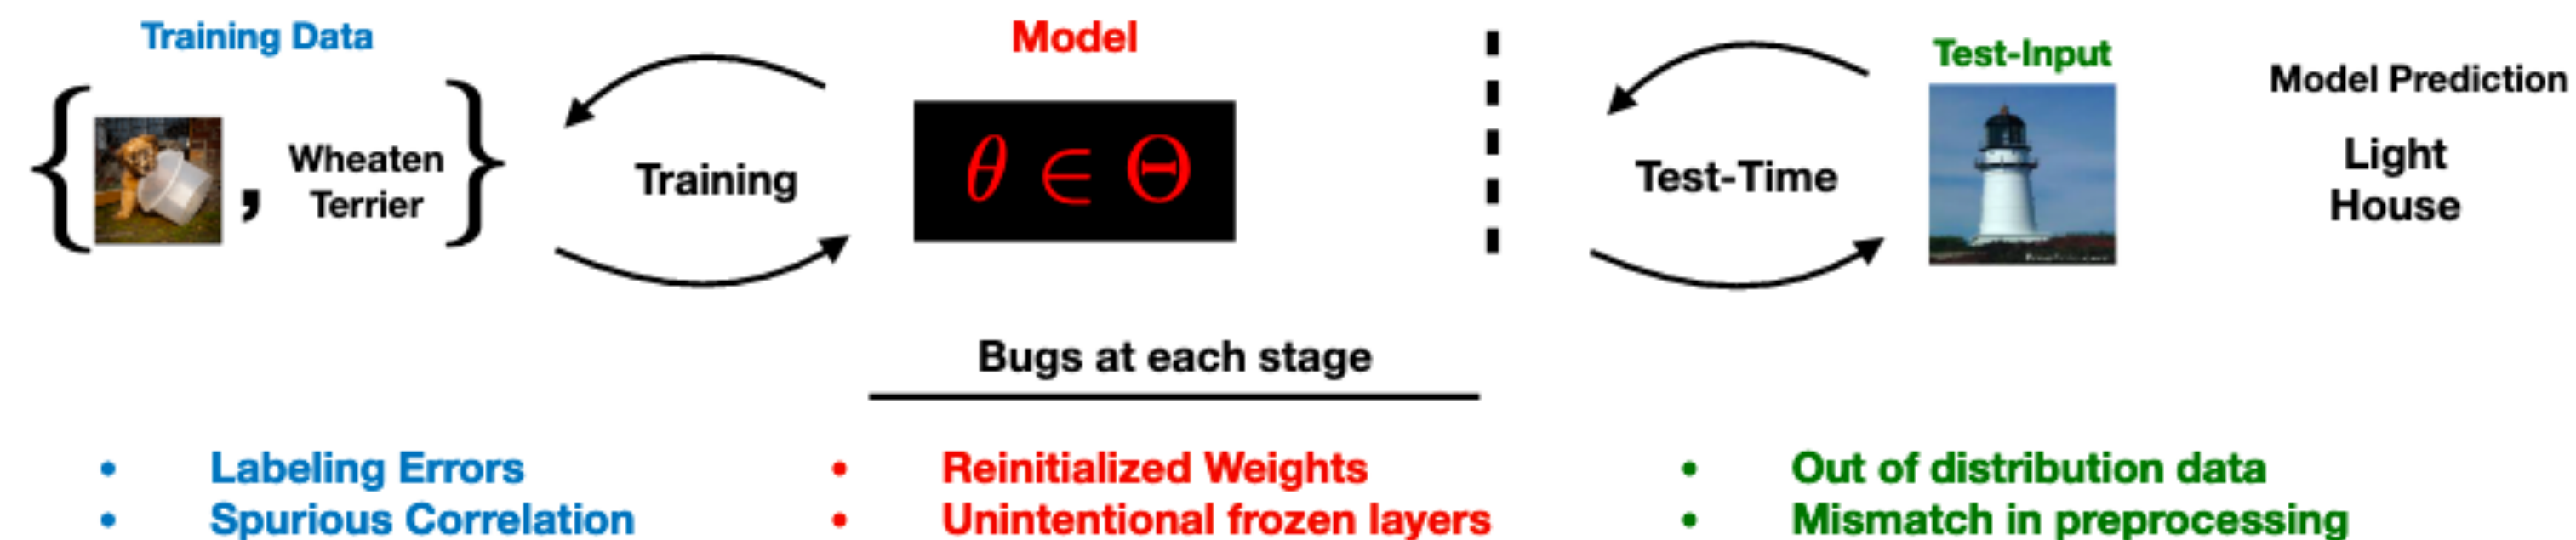 Training Data
{ , Wheaten
Terrier }
Training
Model
θ ∈ Θ
Test-Time
Test-Input
Model Prediction
Light
House
Bugs at each stage
• Labeling Errors
• Spurious Correlation
• Reinitialized Weights
• Unintentional frozen layers
• Out of distribution data
• Mismatch in preprocessing